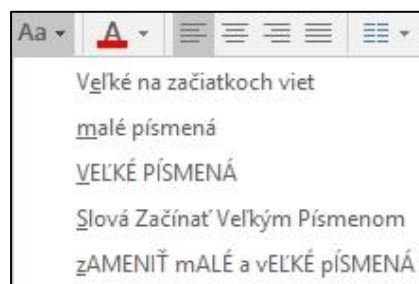 Aa A
Veľké na začiatkoch viet
malé písmená
VEĽKÉ PÍSMENÁ
Slová Začínať Veľkým Písmenom
zAMENIŤ mALÉ a vEĽKÉ pÍSMENÁ